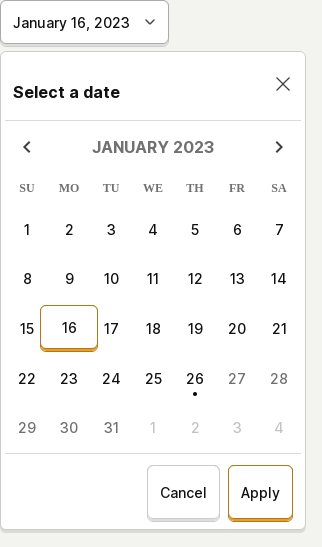 January 16, 2023
Select a date
JANUARY 2023
SU MO TU WE TH FR SA
1 2 3 4 5 6 7
8 9 10 11 12 13 14
15 16 17 18 19 20 21
22 23 24 25 26 27 28
29 30 31 1 2 3 4
Cancel Apply